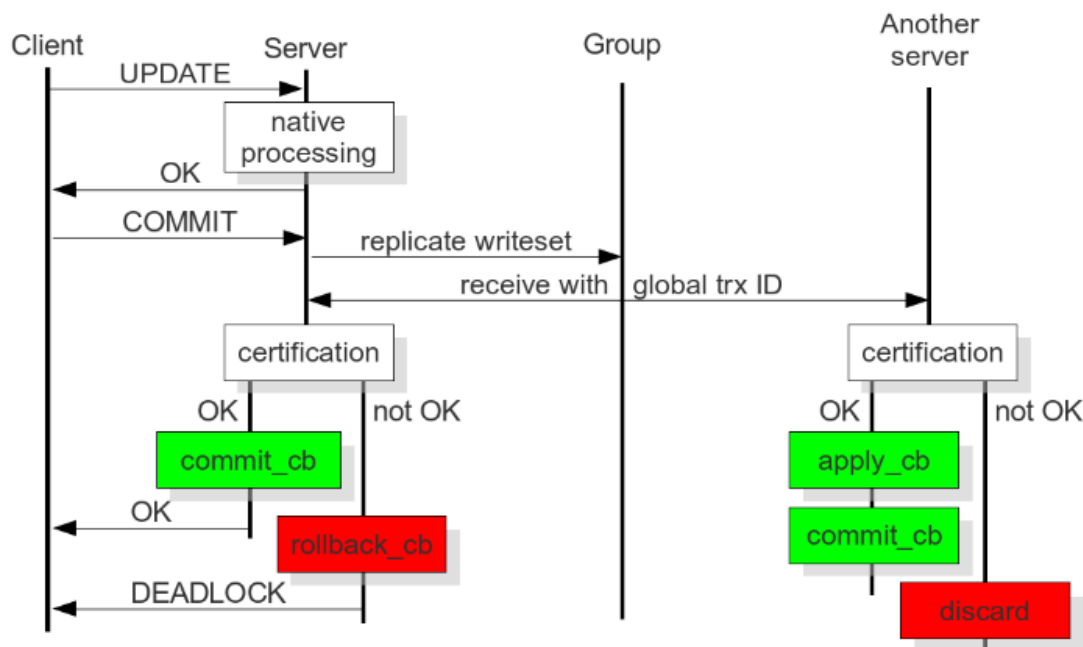 Client
Server
Group
Another
server
UPDATE
native
processing
OK
COMMIT
replicate writeset
receive with global trx ID
certification
certification
OK
not OK
OK
not OK
commit_cb
apply_cb
OK
rollback_cb
commit_cb
DEADLOCK
discard